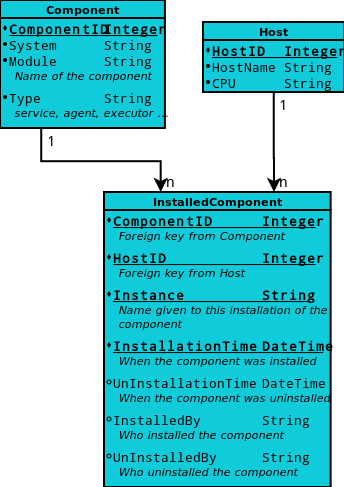 Component
ComponentID Integer
System String
Module String
Name of the component
Type String
service, agent, executor ...
Host
HostID Integer
HostName String
CPU String
1
1
n
n
InstalledComponent
ComponentID Integer
Foreign key from Component
HostID Integer
Foreign key from Host
Instance String
Name given to this installation of the
component
InstallationTime DateTime
When the component was installed
UnInstallationTime DateTime
When the component was uninstalled
InstalledBy String
Who installed the component
UnInstalledBy String
Who uninstalled the component